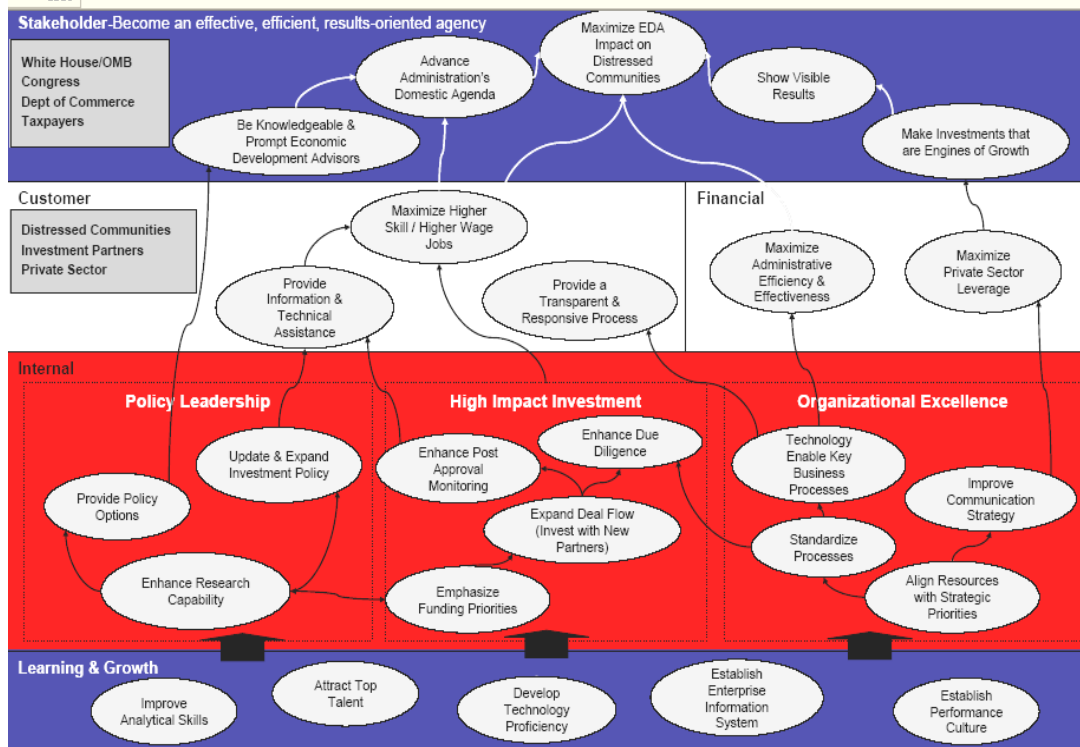 Stakeholder-Become an effective, efficient, results-oriented agency
White House/OMB
Congress
Dept of Commerce
Taxpayers
Advance
Administration's
Domestic Agenda
Maximize EDA
Impact on
Distressed
Communities
Show Visible
Results
Be Knowledgeable &
Prompt Economic
Development Advisors
Make Investments that
are Engines of Growth
Customer
Distressed Communities
Investment Partners
Private Sector
Maximize Higher
Skill / Higher Wage
Jobs
Provide
Information &
Technical
Assistance
Provide a
Transparent &
Responsive Process
Financial
Maximize
Administrative
Efficiency &
Effectiveness
Maximize
Private Sector
Leverage
Internal
Policy Leadership
Update & Expand
Investment Policy
Provide Policy
Options
Enhance Research
Capability
High Impact Investment
Enhance Due
Diligence
Enhance Post
Approval
Monitoring
Expand Deal Flow
(Invest with New
Partners)
Emphasize
Funding Priorities
Organizational Excellence
Technology
Enable Key
Business
Processes
Improve
Communication
Strategy
Standardize
Processes
Align Resources
with Strategic
Priorities
Learning & Growth
Improve
Analytical Skills
Attract Top
Talent
Develop
Technology
Proficiency
Establish
Enterprise
Information
System
Establish
Performance
Culture